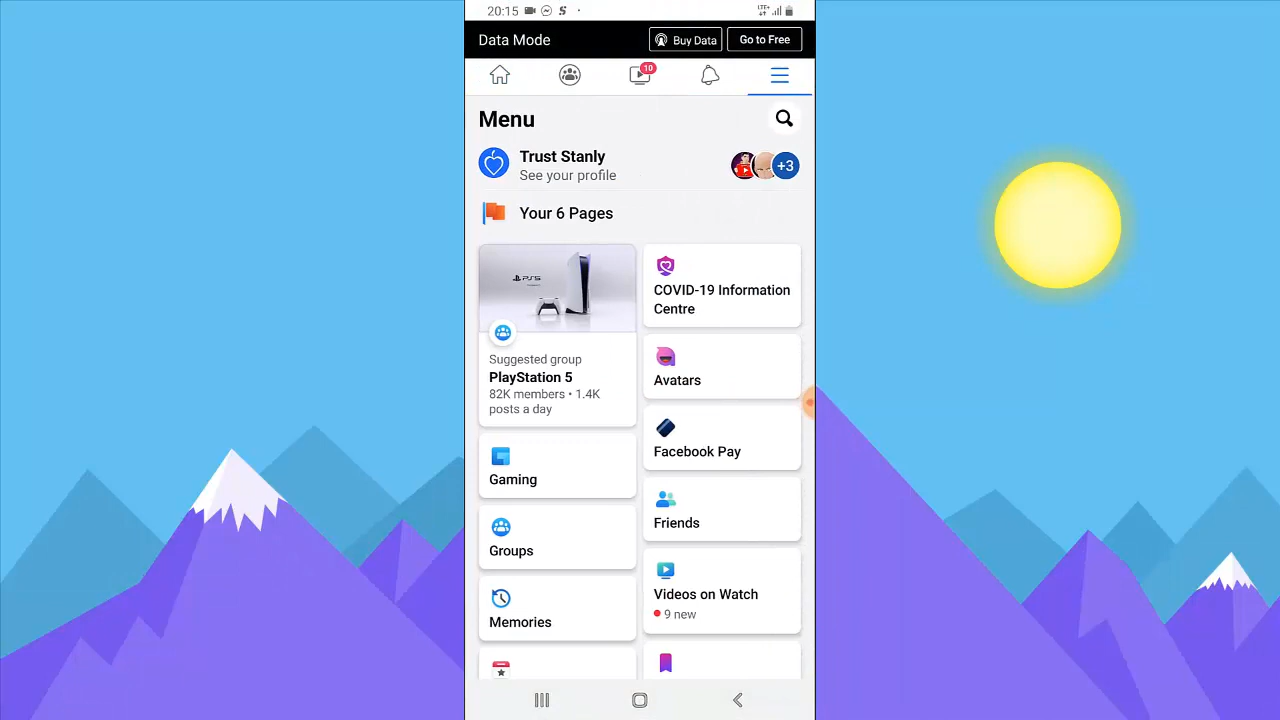 20:15
LTE+
Data Mode
Buy Data
Go to Free
10
Menu
Trust Stanly
See your profile
+3
Your 6 Pages
PS5
Suggested group
PlayStation 5
82K members • 1.4K
posts a day
Gaming
Groups
Memories
COVID-19 Information
Centre
Avatars
Facebook Pay
Friends
Videos on Watch
9 new